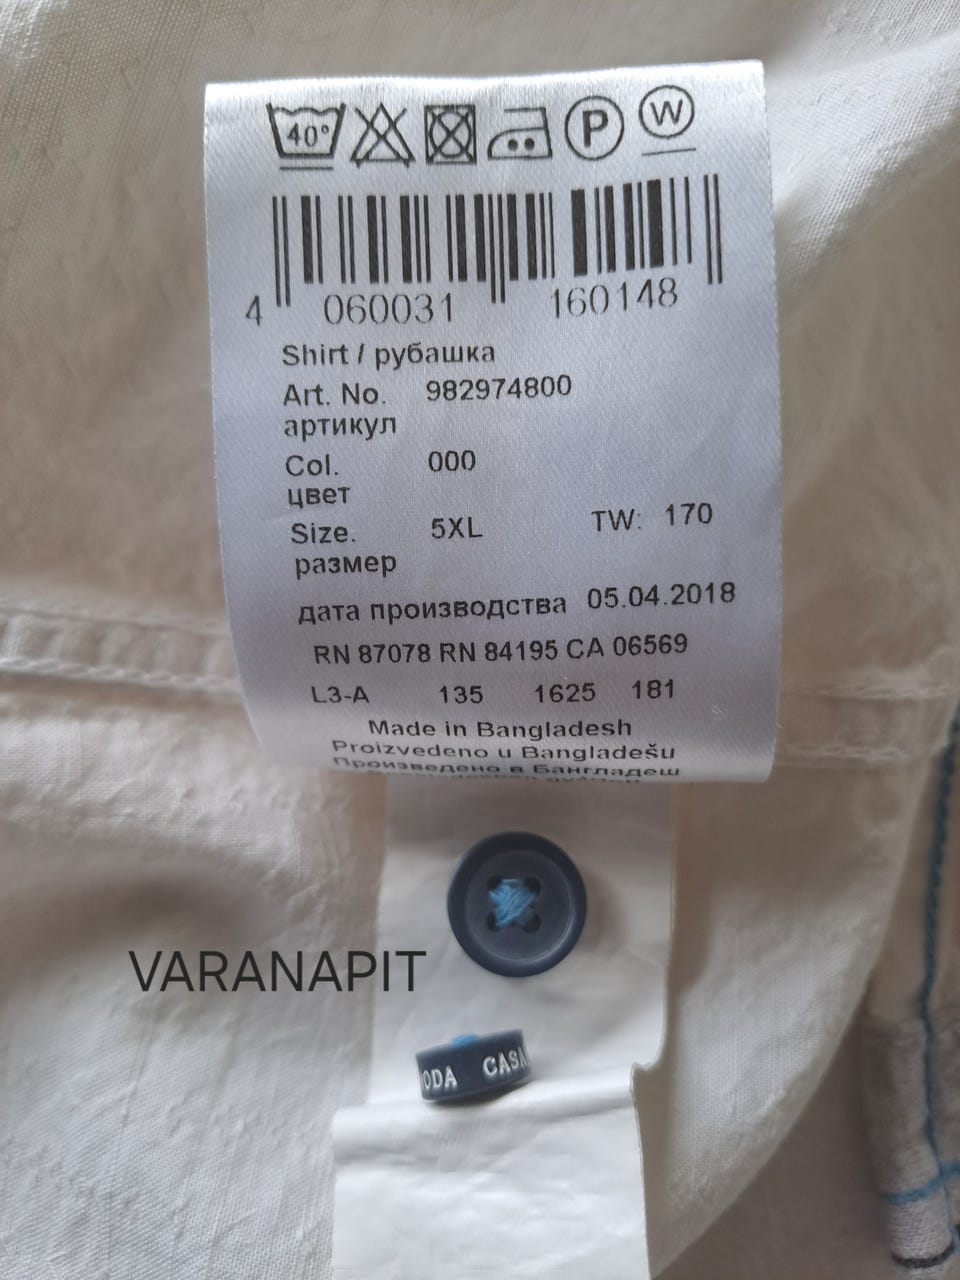 40°
P
W
4 060031 160148
Shirt / рубашка
Art. No. 982974800
артикул
Col. 000
цвет
Size. 5XL TW: 170
размер
дата производства 05.04.2018
RN 87078 RN 84195 CA 06569
L3-A 135 1625 181
Made in Bangladesh
Proizvedeno u Bangladešu
Произведено в Бангладеш
VARANAPIT
ODA CASA